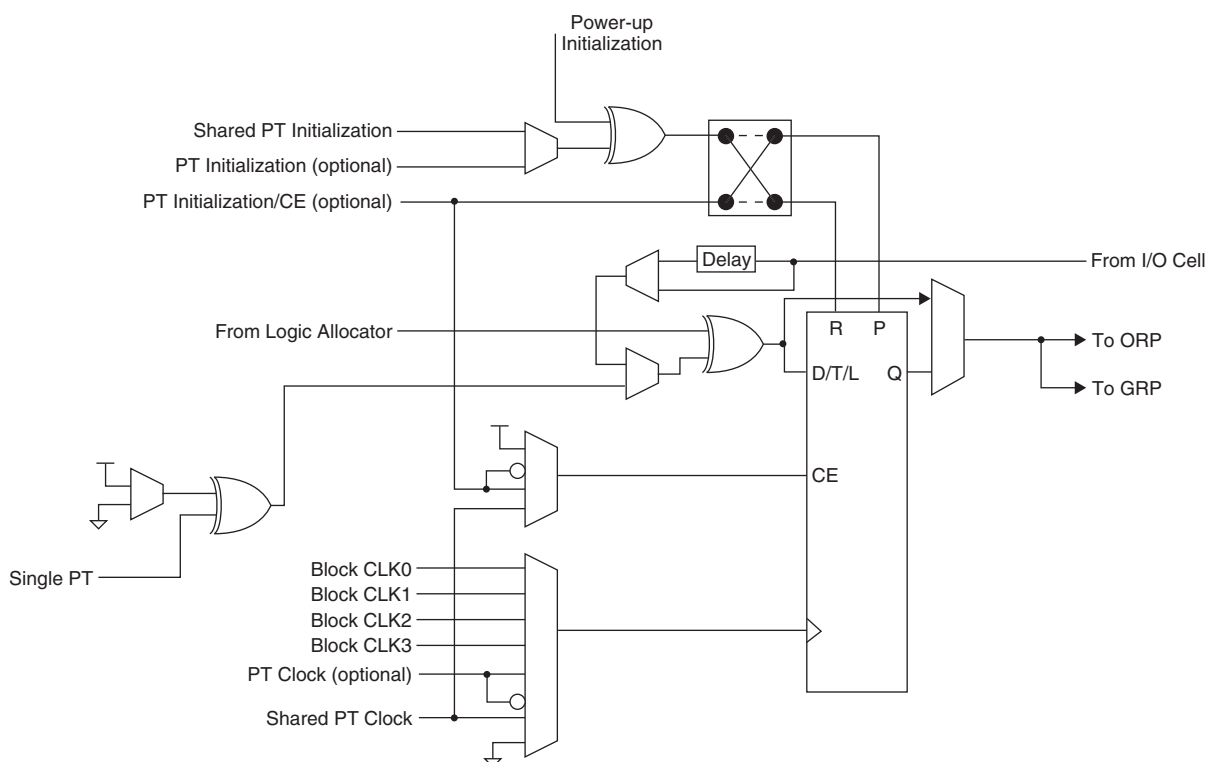 Power-up
Initialization
Shared PT Initialization
PT Initialization (optional)
PT Initialization/CE (optional)
Delay
From I/O Cell
From Logic Allocator
R P
To ORP
D/T/L Q
To GRP
CE
Single PT
Block CLK0
Block CLK1
Block CLK2
Block CLK3
PT Clock (optional)
Shared PT Clock